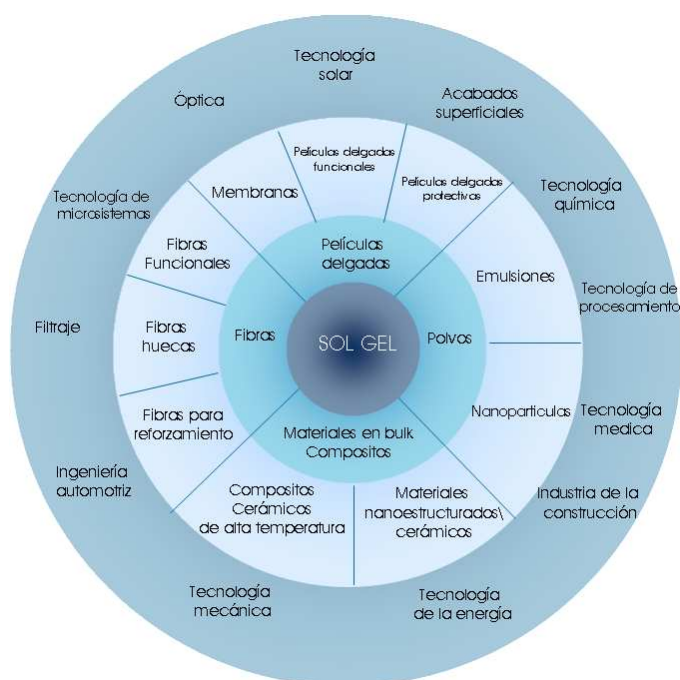 Tecnología
solar
Óptica
Acabados
superficiales
Películas delgadas
funcionales
Películas delgadas
protectivas
Membranas
Tecnología de
microsistemas
Tecnología
química
Fibras
Funcionales
Películas
delgadas
Emulsiones
Tecnología de
procesamiento
Filtraje
Fibras
huecas
Fibras
SOL GEL
Polvos
Fibras para
reforzamiento
Materiales en bulk
Compositos
Nanoparticulas
Tecnología
medica
Ingeniería
automotriz
Compositos
Cerámicos
de alta temperatura
Materiales
nanoestructurados\
cerámicos
Industria de la
construcción
Tecnología
mecánica
Tecnología
de la energía